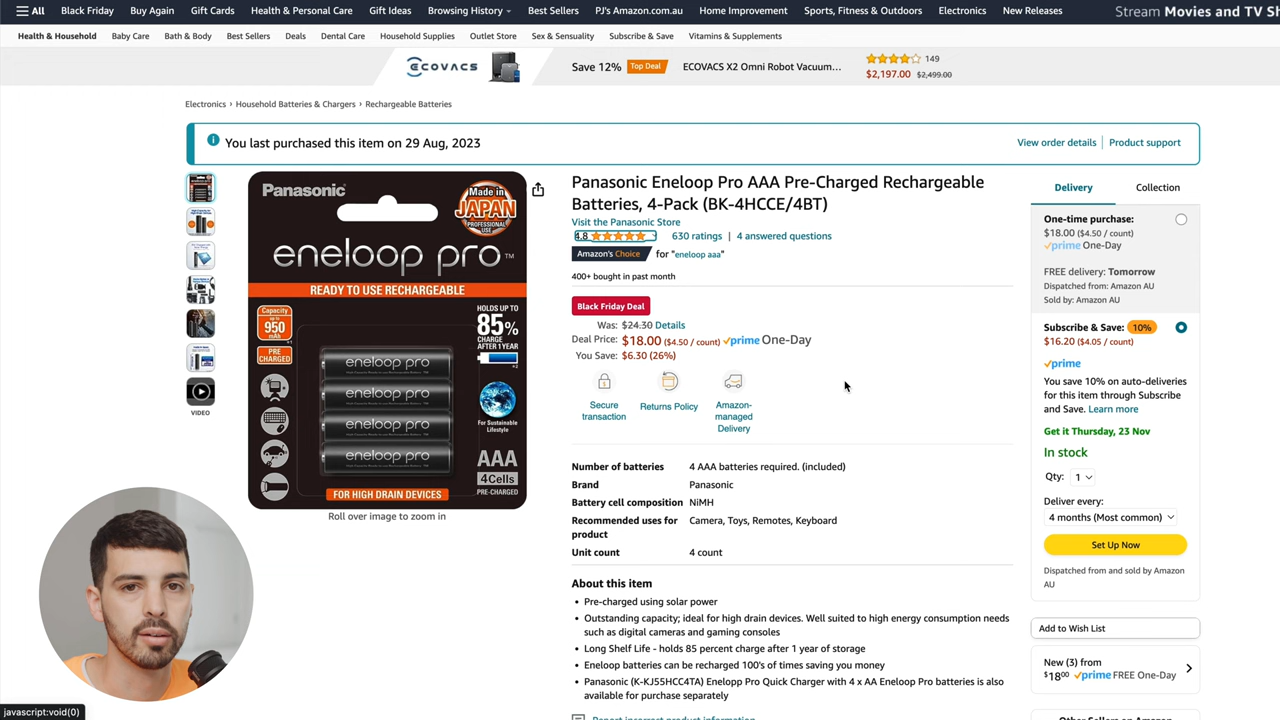 All
Black Friday
Buy Again
Gift Cards
Health & Personal Care
Gift Ideas
Browsing History
Best Sellers
PJ's Amazon.com.au
Home Improvement
Sports, Fitness & Outdoors
Electronics
New Releases
Stream Movies and TV Sh
Health & Household
Baby Care
Bath & Body
Best Sellers
Deals
Dental Care
Household Supplies
Outlet Store
Sex & Sensuality
Subscribe & Save
Vitamins & Supplements
ECOVACS
Save 12%
Top Deal
ECOVACS X2 Omni Robot Vacuum...
149
$2,197.00 $2,499.00
Electronics › Household Batteries & Chargers › Rechargeable Batteries
You last purchased this item on 29 Aug, 2023
View order details | Product support
VIDEO
Panasonic
Made in
JAPAN
PROFESSIONAL
USE
eneloop pro™
READY TO USE RECHARGEABLE
Capacity
up to
950
mAh
PRE
CHARGED
HOLDS UP TO
85%
CHARGE
AFTER 1 YEAR
eneloop pro
eneloop pro
eneloop pro
eneloop pro
For Sustainable
Lifestyle
AAA
4Cells
PRE-CHARGED
FOR HIGH DRAIN DEVICES
Roll over image to zoom in
Panasonic Eneloop Pro AAA Pre-Charged Rechargeable
Batteries, 4-Pack (BK-4HCCE/4BT)
Visit the Panasonic Store
4.8
630 ratings | 4 answered questions
Amazon's Choice for "eneloop aaa"
400+ bought in past month
Black Friday Deal
Was: $24.30 Details
Deal Price: $18.00 ($4.50 / count) prime One-Day
You Save: $6.30 (26%)
Secure
transaction
Returns Policy
Amazon-
managed
Delivery
Number of batteries 4 AAA batteries required. (included)
Brand Panasonic
Battery cell composition NiMH
Recommended uses for Camera, Toys, Remotes, Keyboard
product
Unit count 4 count
About this item
• Pre-charged using solar power
• Outstanding capacity; ideal for high drain devices. Well suited to high energy consumption needs
such as digital cameras and gaming consoles
• Long Shelf Life - holds 85 percent charge after 1 year of storage
• Eneloop batteries can be recharged 100's of times saving you money
• Panasonic (K-KJ55HCC4TA) Enelopp Pro Quick Charger with 4 x AA Eneloop Pro batteries is also
available for purchase separately
Report incorrect product information
Delivery
Collection
One-time purchase:
$18.00 ($4.50 / count)
prime One-Day
FREE delivery: Tomorrow
Dispatched from: Amazon AU
Sold by: Amazon AU
Subscribe & Save: 10%
$16.20 ($4.05 / count)
prime
You save 10% on auto-deliveries
for this item through Subscribe
and Save. Learn more
Get it Thursday, 23 Nov
In stock
Qty: 1
Deliver every:
4 months (Most common)
Set Up Now
Dispatched from and sold by Amazon
AU
Add to Wish List
New (3) from
$18⁰⁰ prime FREE One-Day
Other Sellers on Amazon
javascript:void(0)